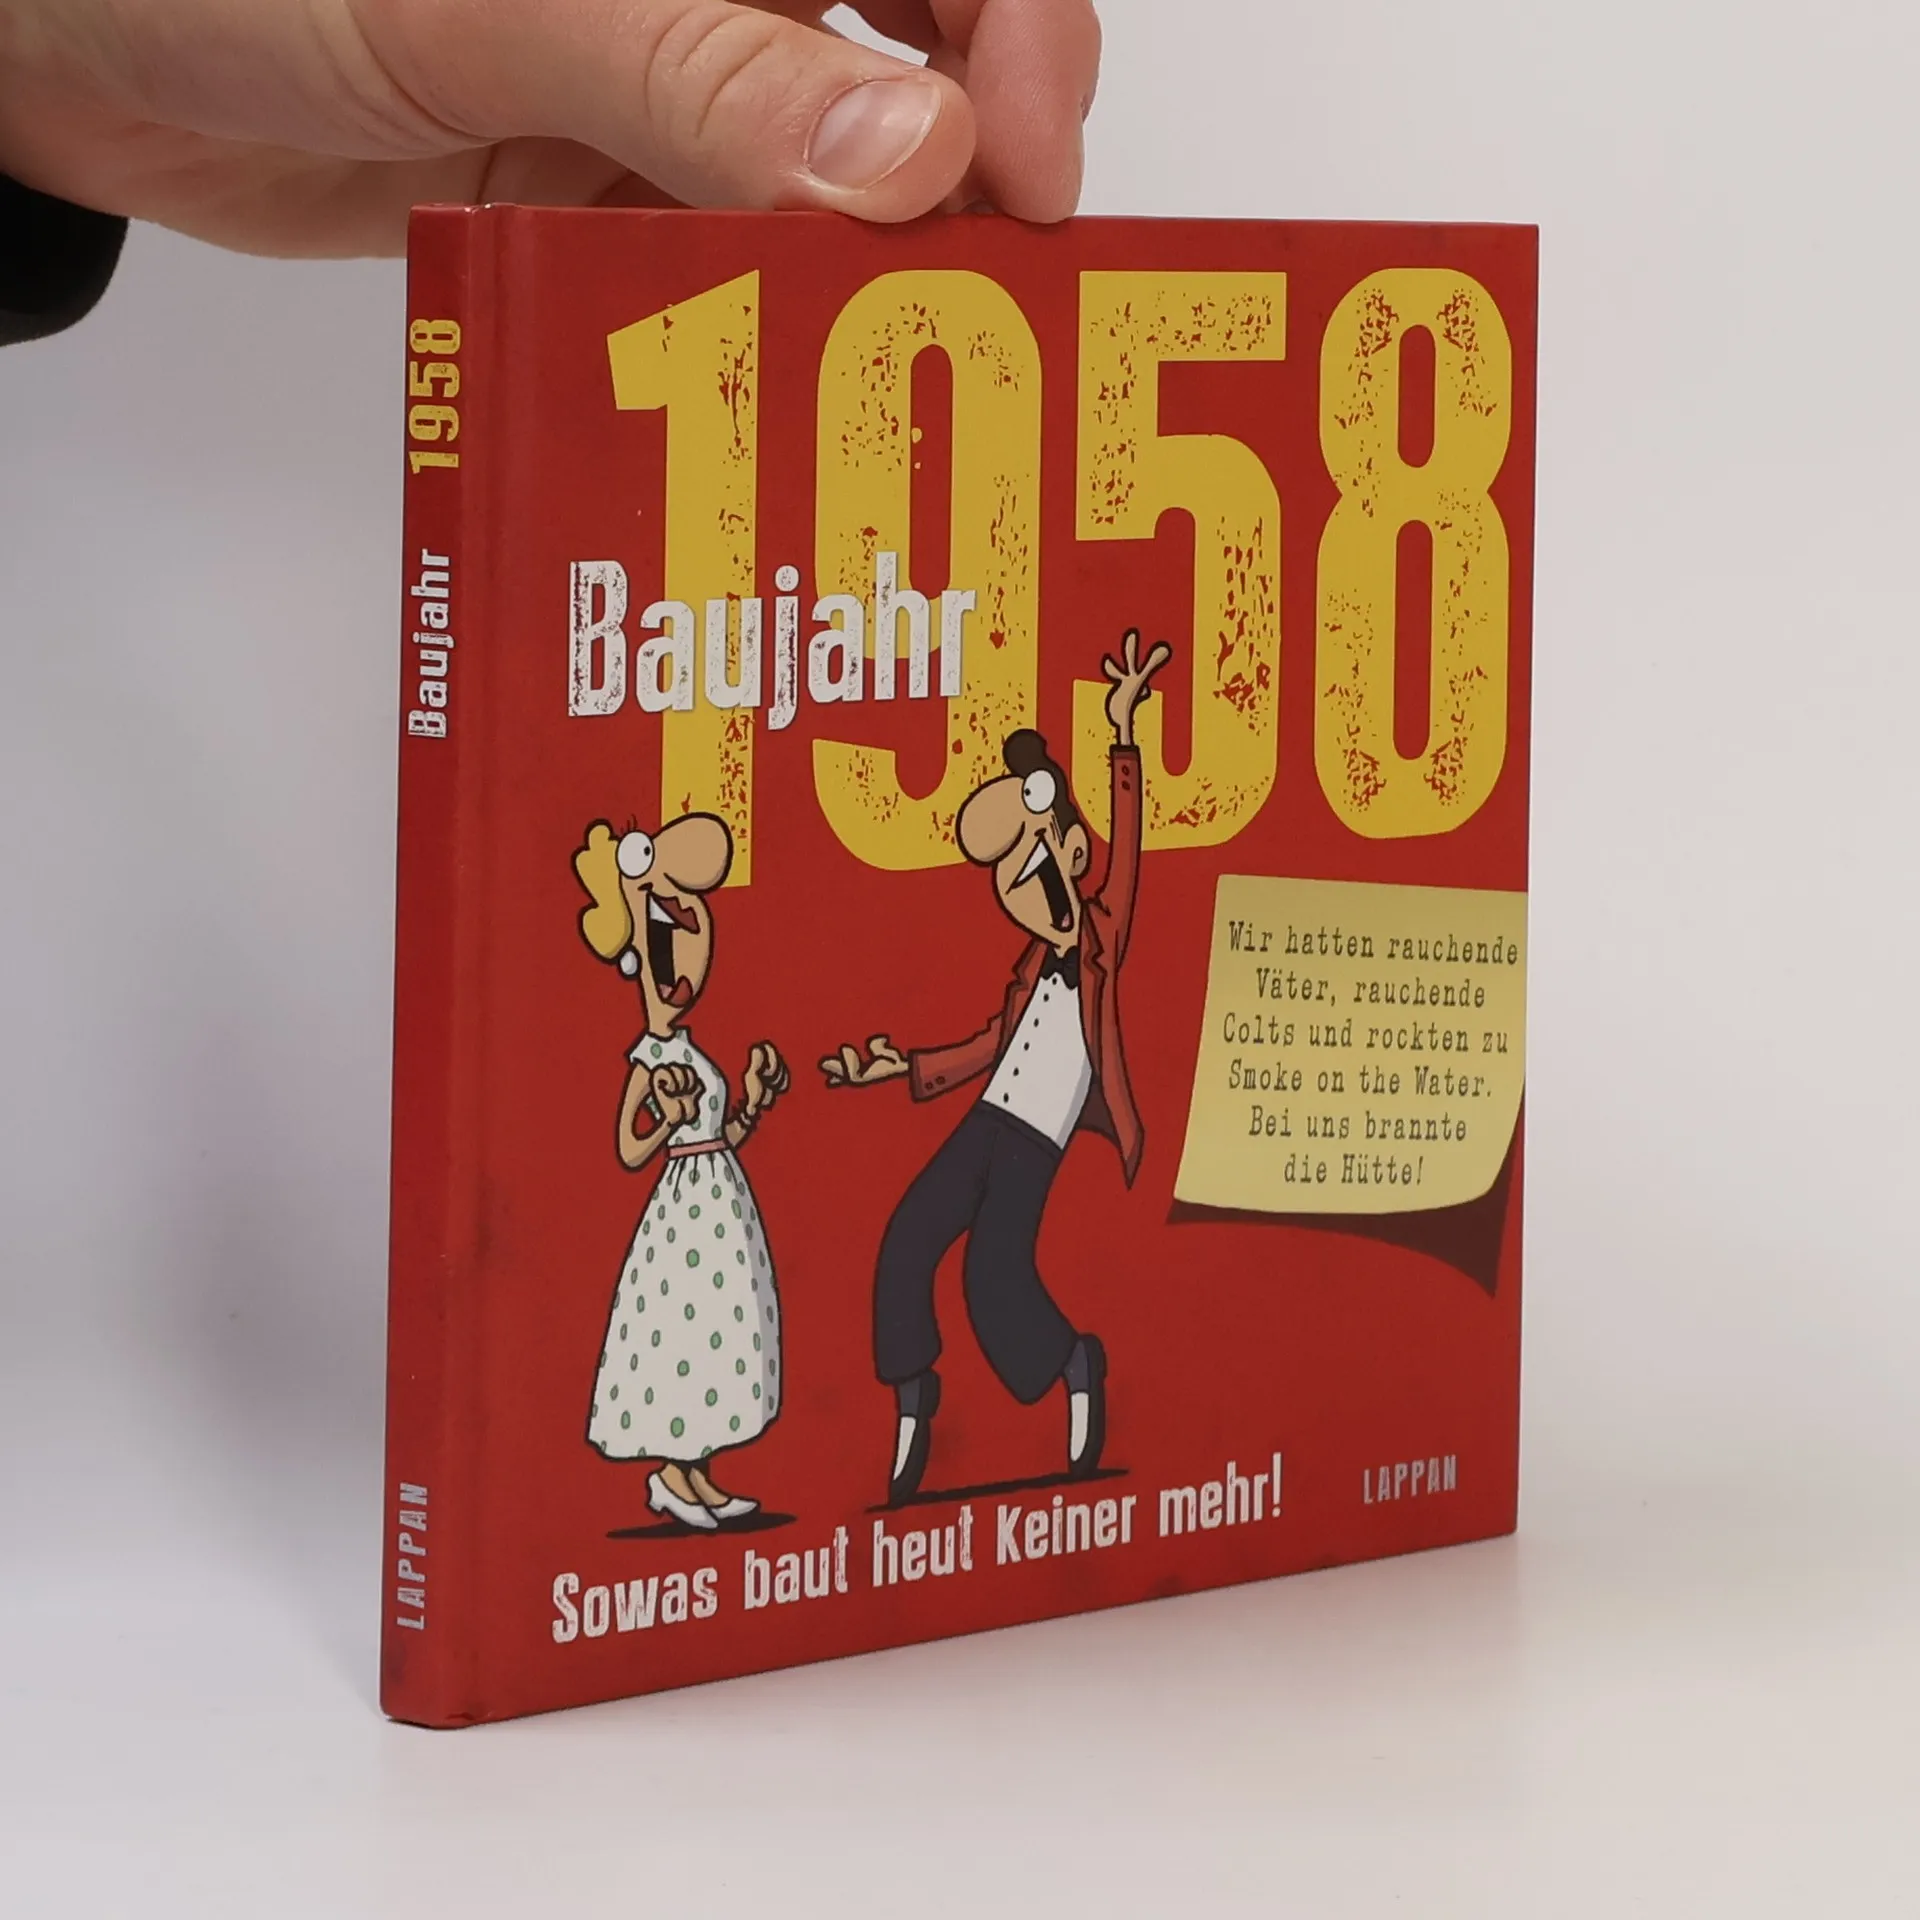 1958
Baujahr
Wir hatten rauchende
Väter, rauchende
Colts und rockten zu
Smoke on the Water.
Bei uns brannte
die Hütte!
Sowas baut heut keiner mehr!
LAPPAN
Baujahr 1958
LAPPAN